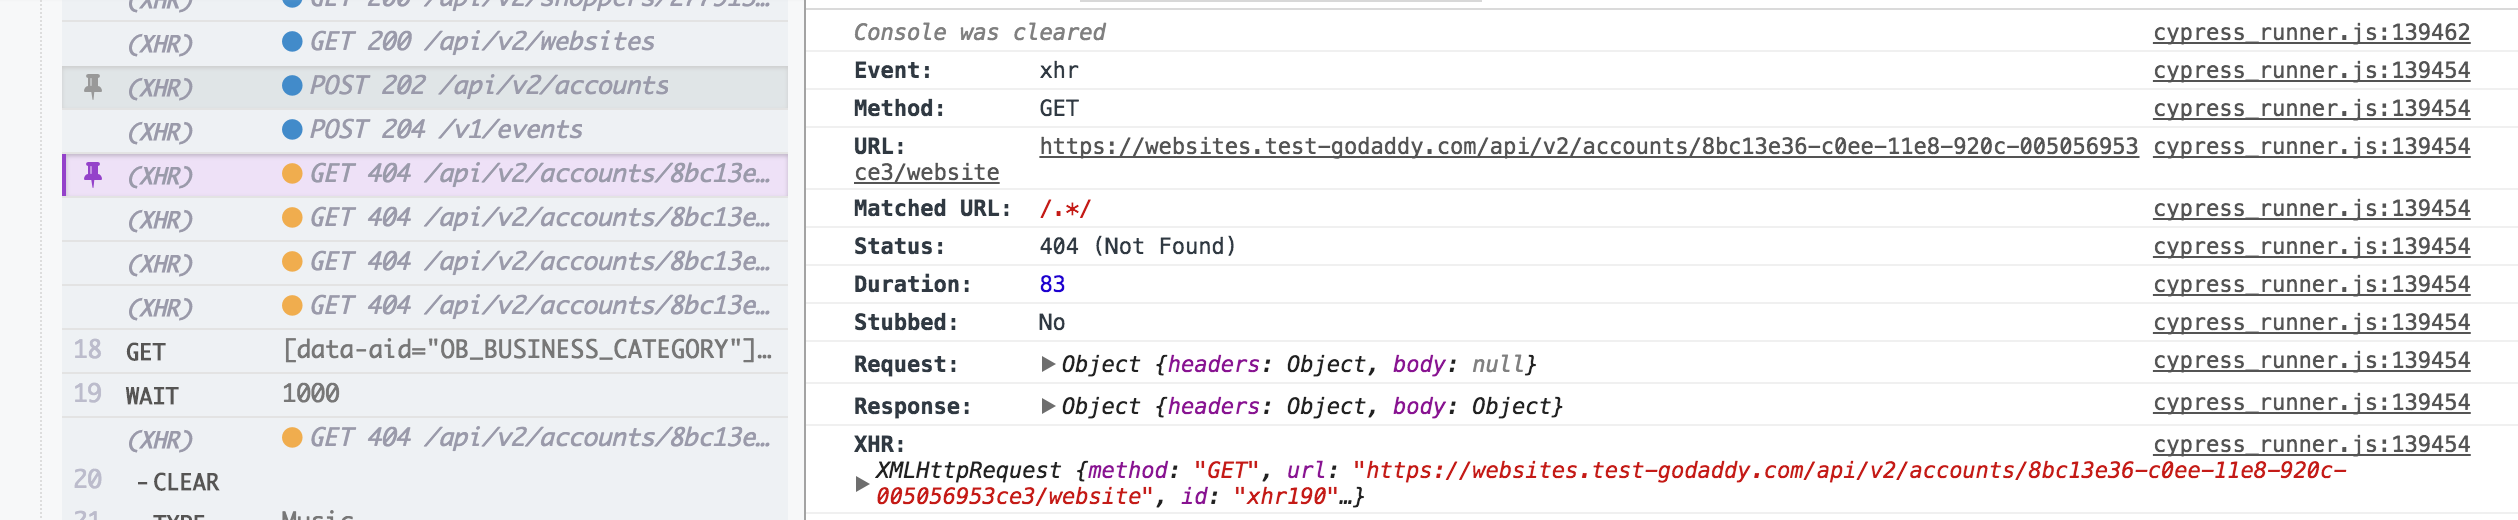 (XHR) GET 200 /api/v2/shoppers/277913…
(XHR) GET 200 /api/v2/websites
(XHR) POST 202 /api/v2/accounts
(XHR) POST 204 /v1/events
(XHR) GET 404 /api/v2/accounts/8bc13e…
(XHR) GET 404 /api/v2/accounts/8bc13e…
(XHR) GET 404 /api/v2/accounts/8bc13e…
(XHR) GET 404 /api/v2/accounts/8bc13e…
18 GET [data-aid="OB_BUSINESS_CATEGORY"]…
19 WAIT 1000
(XHR) GET 404 /api/v2/accounts/8bc13e…
20 -CLEAR
21 -TYPE Music
Console was cleared cypress_runner.js:139462
Event: xhr cypress_runner.js:139454
Method: GET cypress_runner.js:139454
URL: https://websites.test-godaddy.com/api/v2/accounts/8bc13e36-c0ee-11e8-920c-005056953 cypress_runner.js:139454
ce3/website
Matched URL: /.*/ cypress_runner.js:139454
Status: 404 (Not Found) cypress_runner.js:139454
Duration: 83 cypress_runner.js:139454
Stubbed: No cypress_runner.js:139454
Request: ▶Object {headers: Object, body: null} cypress_runner.js:139454
Response: ▶Object {headers: Object, body: Object} cypress_runner.js:139454
XHR: cypress_runner.js:139454
▶XMLHttpRequest {method: "GET", url: "https://websites.test-godaddy.com/api/v2/accounts/8bc13e36-c0ee-11e8-920c-
005056953ce3/website", id: "xhr190"…}